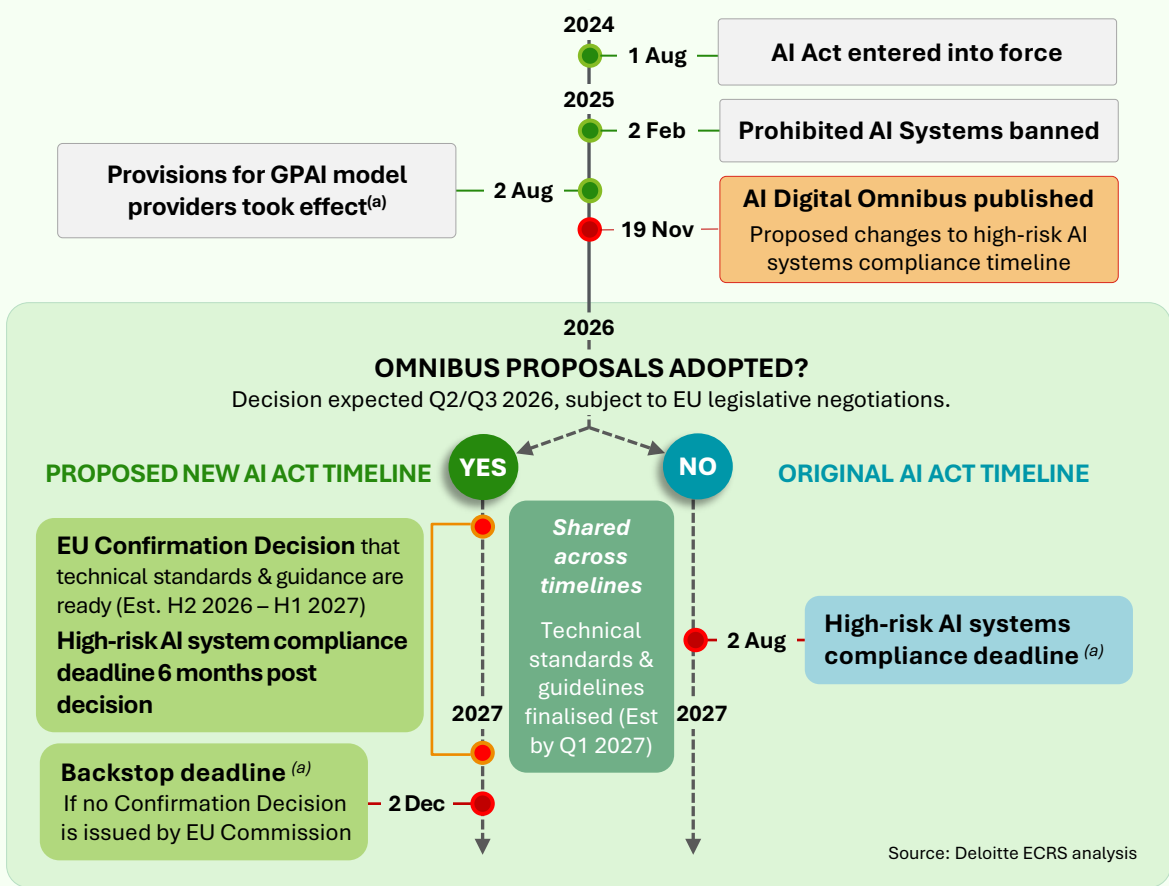 2024
1 Aug
AI Act entered into force
2025
2 Feb
Prohibited AI Systems banned
Provisions for GPAI model
providers took effect(a)
2 Aug
AI Digital Omnibus published
Proposed changes to high-risk AI
systems compliance timeline
19 Nov
2026
OMNIBUS PROPOSALS ADOPTED?
Decision expected Q2/Q3 2026, subject to EU legislative negotiations.
PROPOSED NEW AI ACT TIMELINE
YES
NO
ORIGINAL AI ACT TIMELINE
EU Confirmation Decision that
technical standards & guidance are
ready (Est. H2 2026 – H1 2027)
High-risk AI system compliance
deadline 6 months post
decision
Shared
across
timelines
Technical
standards &
guidelines
finalised (Est
by Q1 2027)
2 Aug
High-risk AI systems
compliance deadline (a)
2027
2027
Backstop deadline (a)
If no Confirmation Decision
is issued by EU Commission
2 Dec
Source: Deloitte ECRS analysis